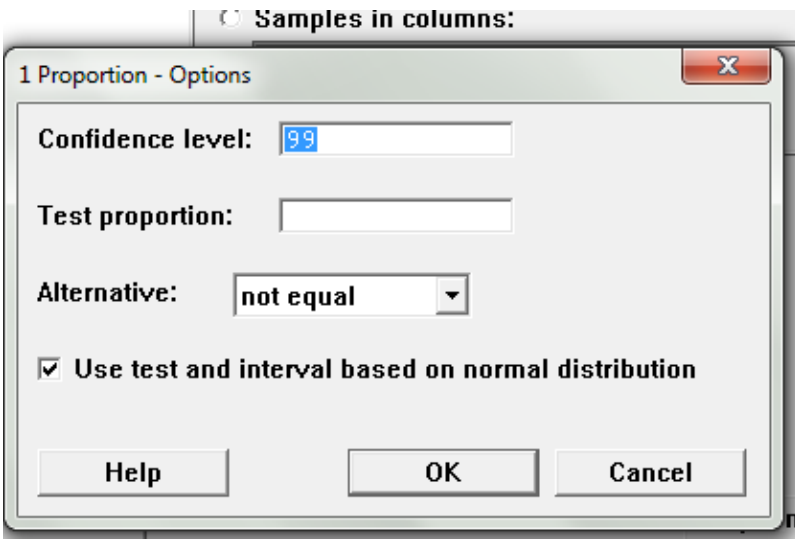 Samples in columns:
1 Proportion - Options
Confidence level: 99
Test proportion:
Alternative: not equal
Use test and interval based on normal distribution
Help OK Cancel